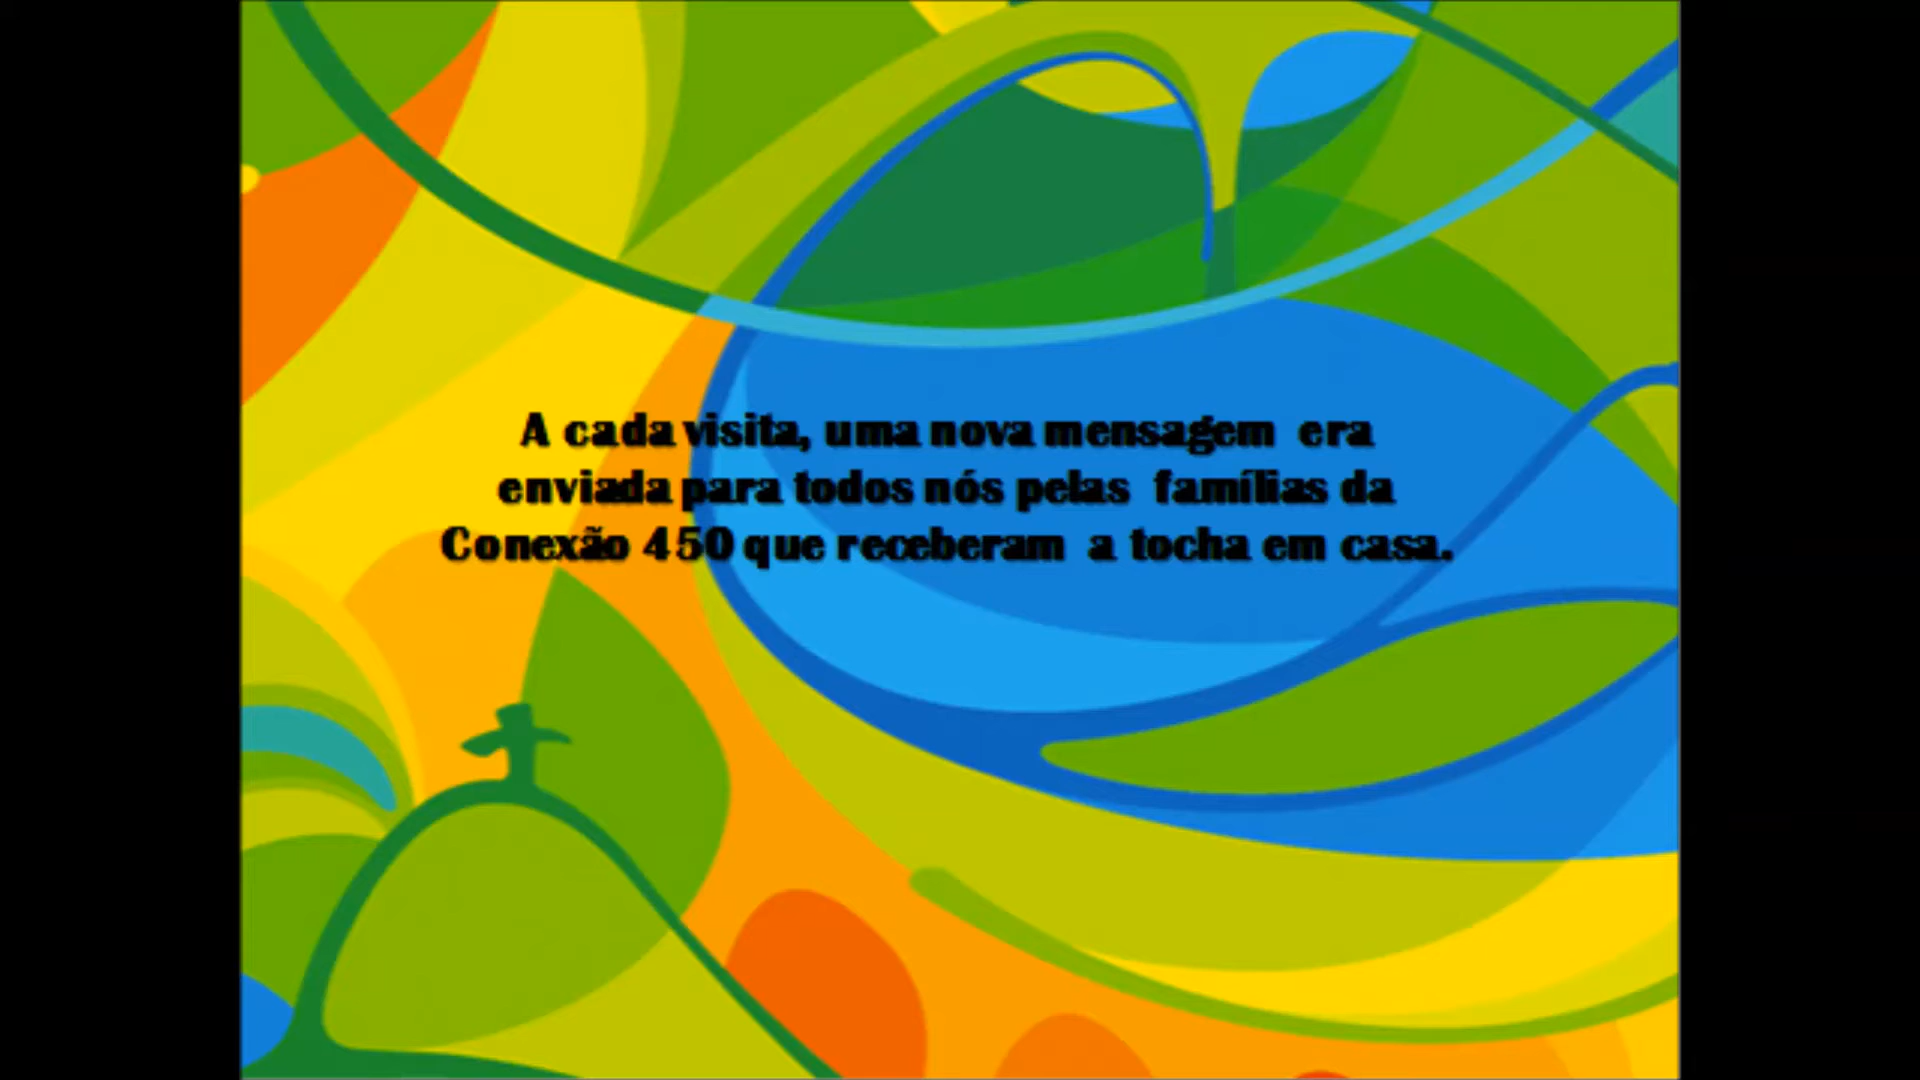 A cada visita, uma nova mensagem era
enviada para todos nós pelas famílias da
Conexão 450 que receberam a tocha em casa.